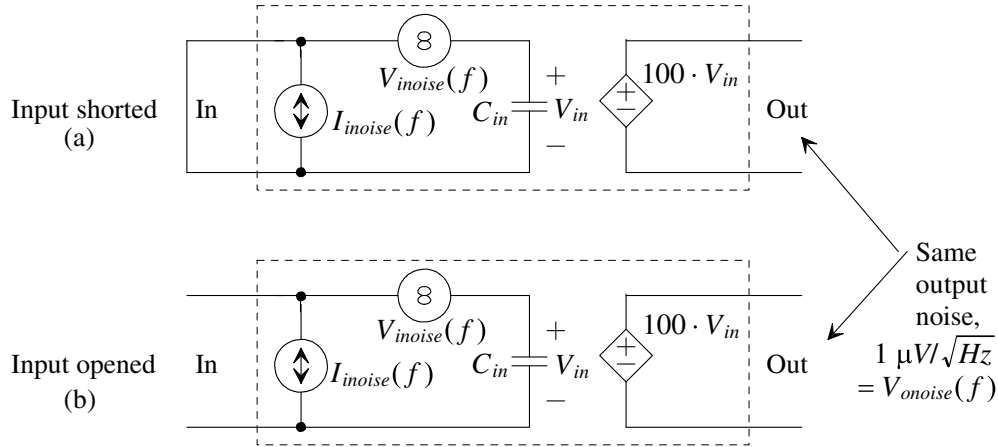 Input shorted
(a)
In
I_inoise(f)
V_inoise(f)
C_in
+
V_in
−
+
−
100 · V_in
Out
Input opened
(b)
In
I_inoise(f)
V_inoise(f)
C_in
+
V_in
−
+
−
100 · V_in
Out
Same
output
noise,
1 μV/√Hz
= V_onoise(f)